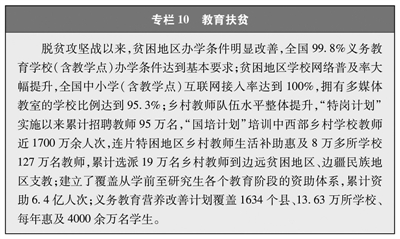 专栏 10 教育扶贫
脱贫攻坚战以来,贫困地区办学条件明显改善,全国 99.8%义务教
育学校(含教学点)办学条件达到基本要求;贫困地区学校网络普及率大
幅提升,全国中小学(含教学点)互联网接入率达到 100%,拥有多媒体
教室的学校比例达到 95.3%;乡村教师队伍水平整体提升,“特岗计划”
实施以来累计招聘教师 95 万名,“国培计划”培训中西部乡村学校教师
近 1700 万余人次,连片特困地区乡村教师生活补助惠及 8 万多所学校
127 万名教师,累计选派 19 万名乡村教师到边远贫困地区、边疆民族地
区支教;建立了覆盖从学前至研究生各个教育阶段的资助体系,累计资
助 6.4 亿人次;义务教育营养改善计划覆盖 1634 个县、13.63 万所学校、
每年惠及 4000 余万名学生。